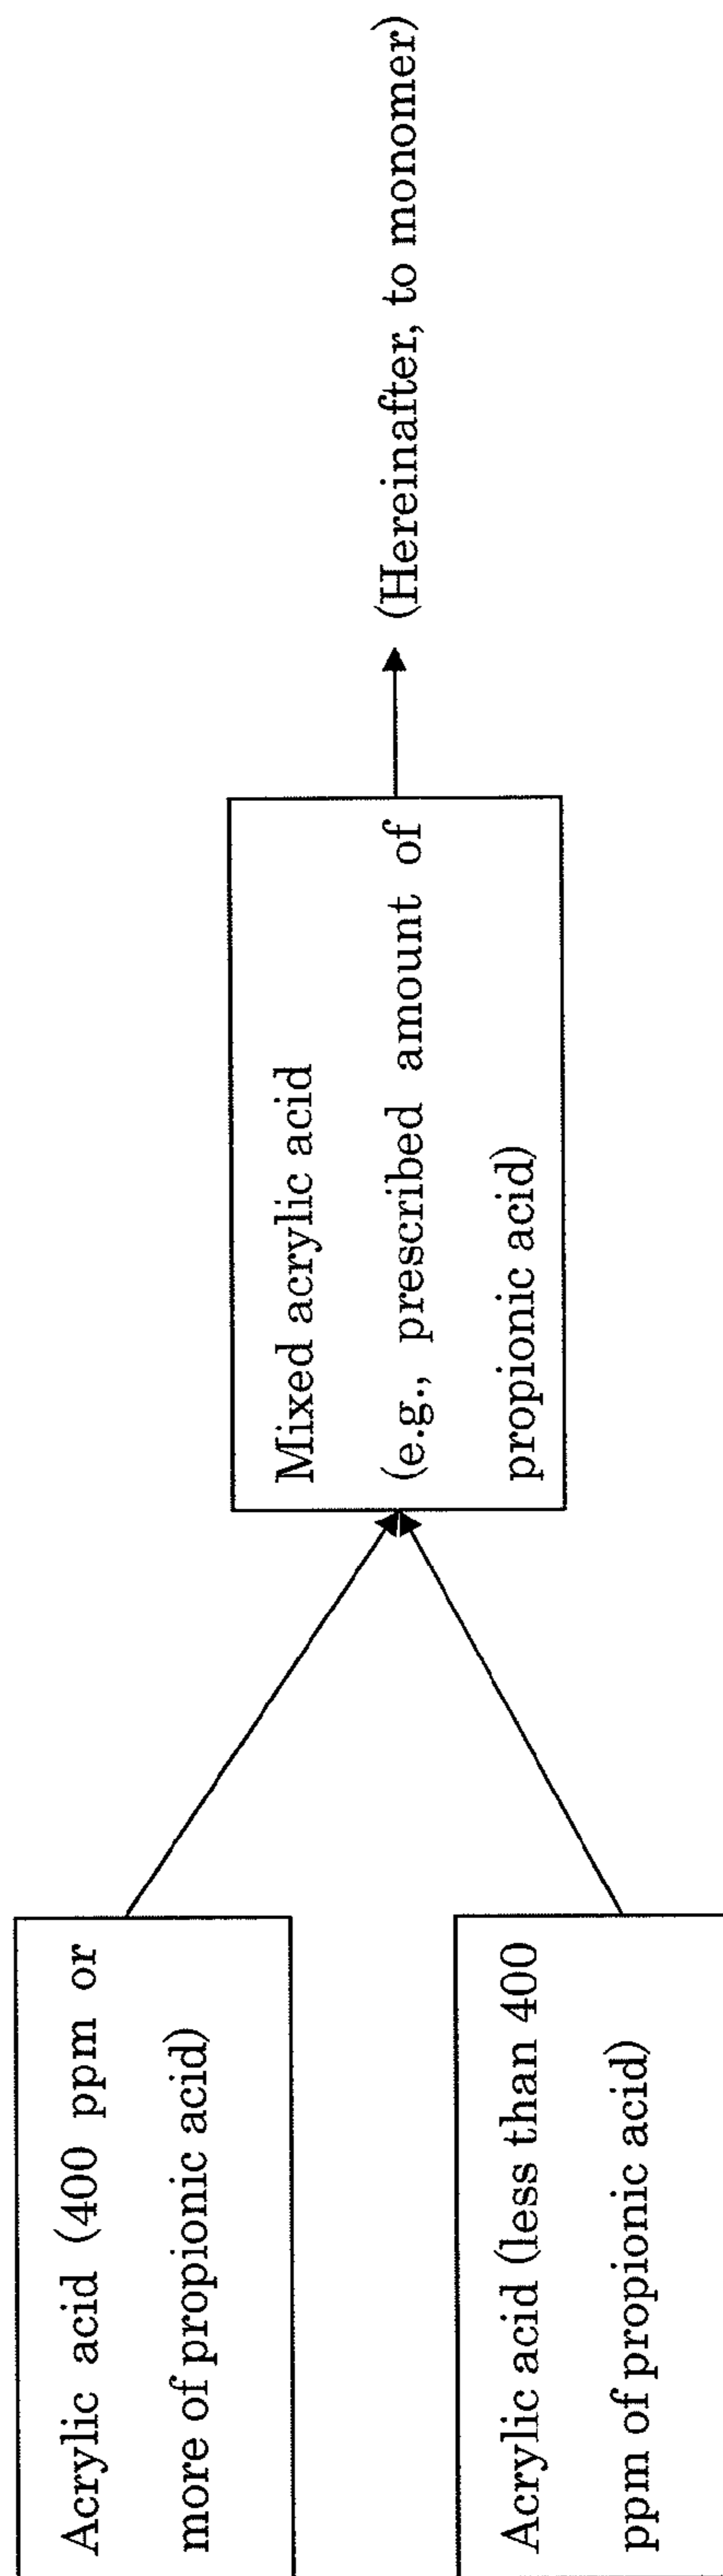 Acrylic acid (400 ppm or
more of propionic acid)
Acrylic acid (less than 400
ppm of propionic acid)
Mixed acrylic acid
(e.g., prescribed amount of
propionic acid)
(Hereinafter, to monomer)